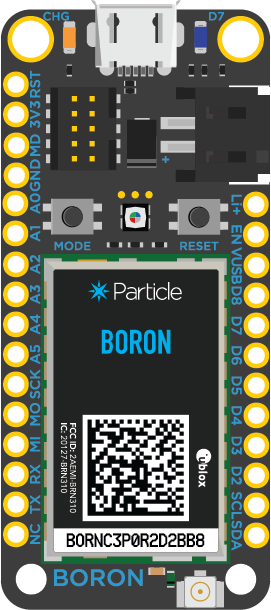 CHG
D7
RST
3V3
MD
GND
A0
A1
A2
A3
A4
A5
SCK
MO
MI
RX
TX
NC
+
MODE
RESET
Li+
EN
VUSB
D8
D7
D6
D5
D4
D3
D2
SCL
SDA
Particle
BORON
FCC ID: 2AEMI-BRN310
IC: 20127-BRN310
ublox
BORNC3P0R2D2BB8
BORON